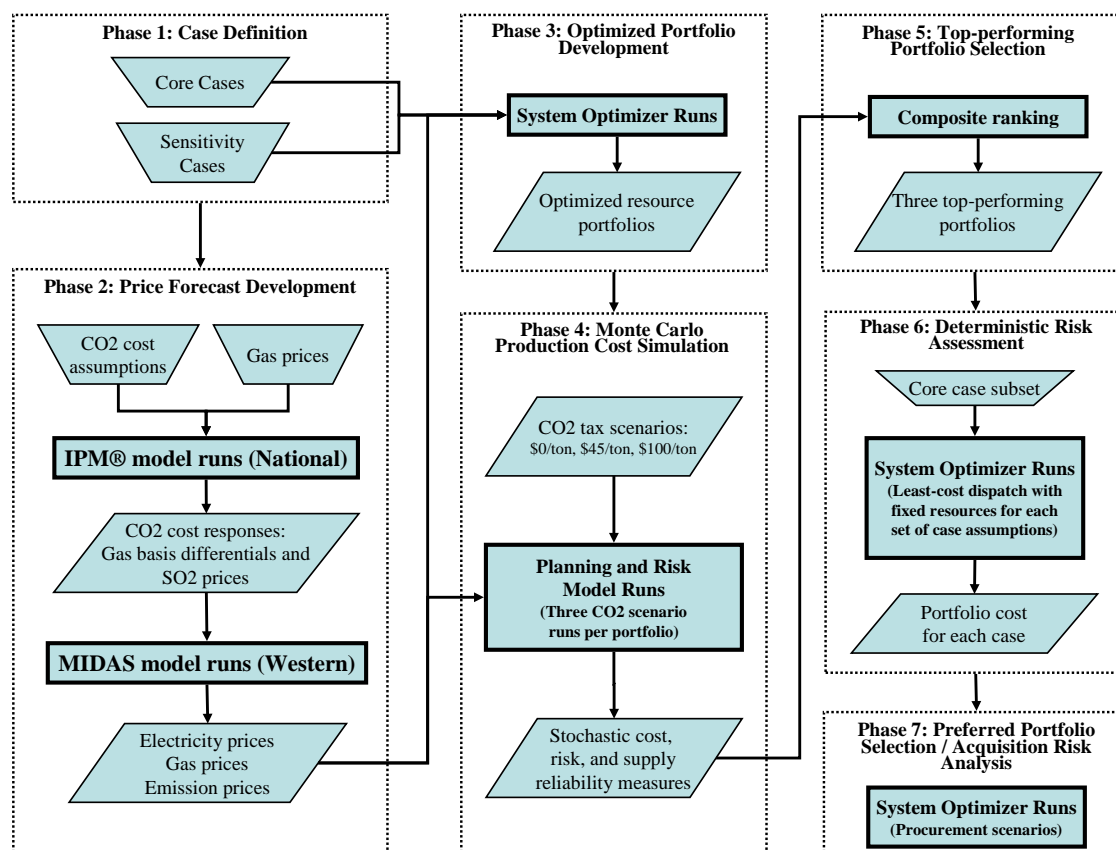 Phase 1: Case Definition
Core Cases
Sensitivity
Cases
Phase 2: Price Forecast Development
CO2 cost
assumptions
Gas prices
IPM® model runs (National)
CO2 cost responses:
Gas basis differentials and
SO2 prices
MIDAS model runs (Western)
Electricity prices
Gas prices
Emission prices
Phase 3: Optimized Portfolio
Development
System Optimizer Runs
Optimized resource
portfolios
Phase 4: Monte Carlo
Production Cost Simulation
CO2 tax scenarios:
$0/ton, $45/ton, $100/ton
Planning and Risk
Model Runs
(Three CO2 scenario
runs per portfolio)
Stochastic cost,
risk, and supply
reliability measures
Phase 5: Top-performing
Portfolio Selection
Composite ranking
Three top-performing
portfolios
Phase 6: Deterministic Risk
Assessment
Core case subset
System Optimizer Runs
(Least-cost dispatch with
fixed resources for each
set of case assumptions)
Portfolio cost
for each case
Phase 7: Preferred Portfolio
Selection / Acquisition Risk
Analysis
System Optimizer Runs
(Procurement scenarios)